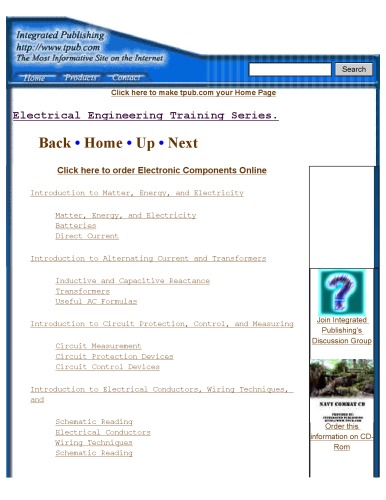 Integrated Publishing
http://www.tpub.com
The Most Informative Site on the Internet
Home Products Contact
Search
Click here to make tpub.com your Home Page
Electrical Engineering Training Series.
Back • Home • Up • Next
Click here to order Electronic Components Online
Introduction to Matter, Energy, and Electricity
Matter, Energy, and Electricity
Batteries
Direct Current
Introduction to Alternating Current and Transformers
Inductive and Capacitive Reactance
Transformers
Useful AC Formulas
Introduction to Circuit Protection, Control, and Measuring
Circuit Measurement
Circuit Protection Devices
Circuit Control Devices
Introduction to Electrical Conductors, Wiring Techniques,
and
Schematic Reading
Electrical Conductors
Wiring Techniques
Schematic Reading
?
Join Integrated
Publishing's
Discussion Group
NAVY COMBAT CD
PREPARED BY:
INTEGRATED PUBLISHING
Order this
information on CD-
Rom